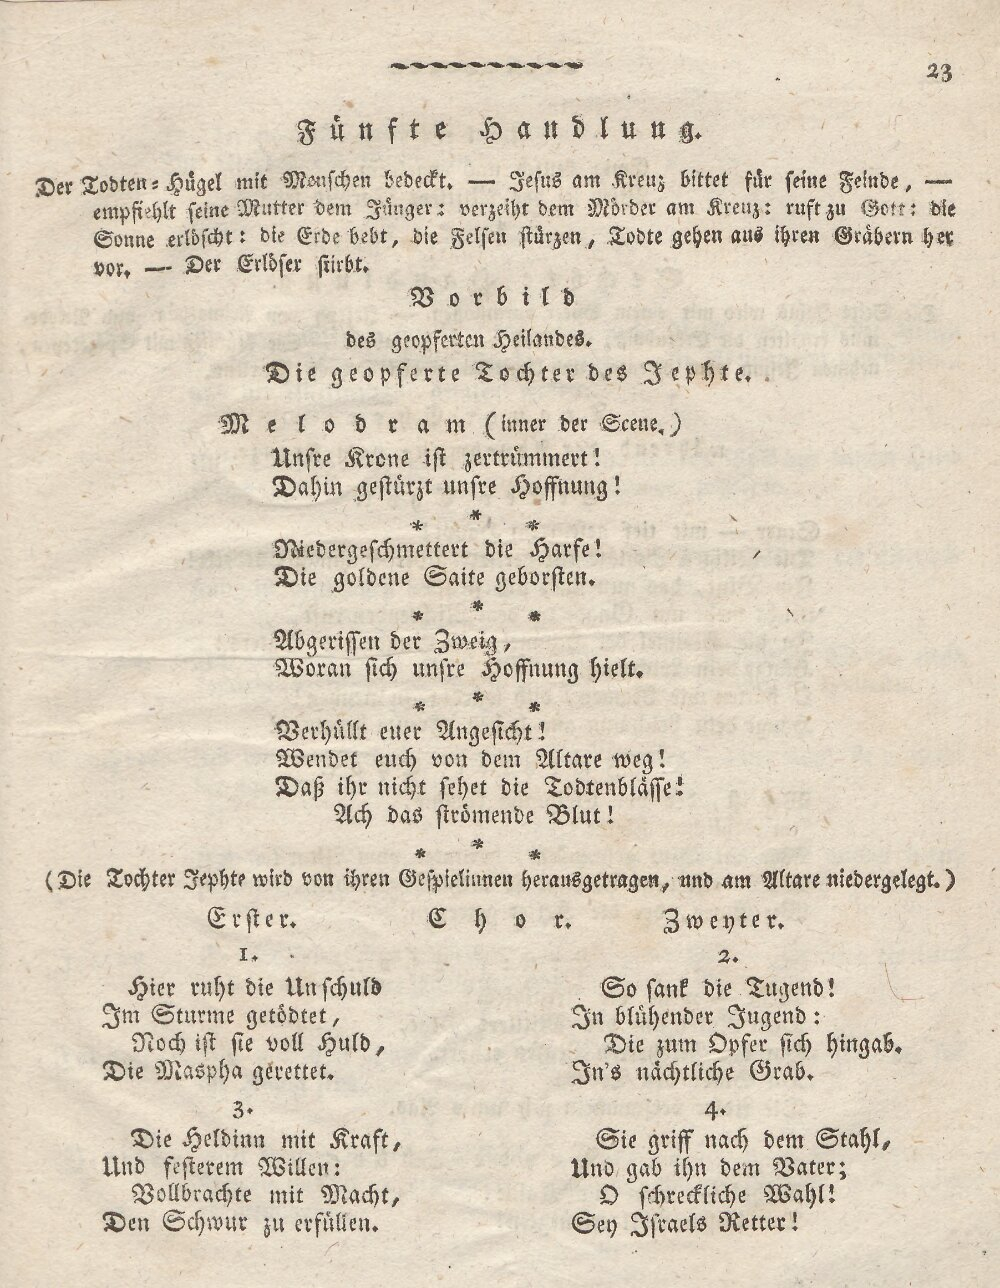 23
Fünfte Handlung.
Der Todten-Hügel mit Menschen bedeckt. — Jesus am Kreuz bittet für seine Feinde, —
empfiehlt seine Mutter dem Jünger: verzeiht dem Mörder am Kreuz: ruft zu Gott: die
Sonne erlöscht: die Erde bebt, die Felsen stürzen, Todte gehen aus ihren Gräbern her
vor. — Der Erlöser stirbt.
Vorbild
des geopferten Heilandes.
Die geopferte Tochter des Jephte.
Melodram (inner der Scene.)
Unsre Krone ist zertrümmert!
Dahin gestürzt unsre Hoffnung!
* * *
Niedergeschmettert die Harfe!
Die goldene Saite geborsten.
* * *
Abgerissen der Zweig,
Woran sich unsre Hoffnung hielt.
* * *
Verhüllt euer Angesicht!
Wendet euch von dem Altare weg!
Daß ihr nicht sehet die Todtenblässe!
Ach das strömende Blut!
* * *
(Die Tochter Jephte wird von ihren Gespielinnen herausgetragen, und am Altare niedergelegt.)
Erster. Chor. Zweyter.
1.
Hier ruht die Unschuld
Im Sturme getödtet,
Noch ist sie voll Huld,
Die Maspha gerettet.
2.
So sank die Tugend!
In blühender Jugend:
Die zum Opfer sich hingab.
In's nächtliche Grab.
3.
Die Heldinn mit Kraft,
Und festerem Willen:
Vollbrachte mit Macht,
Den Schwur zu erfüllen.
4.
Sie griff nach dem Stahl,
Und gab ihn dem Vater;
O schreckliche Wahl!
Sey Israels Retter!